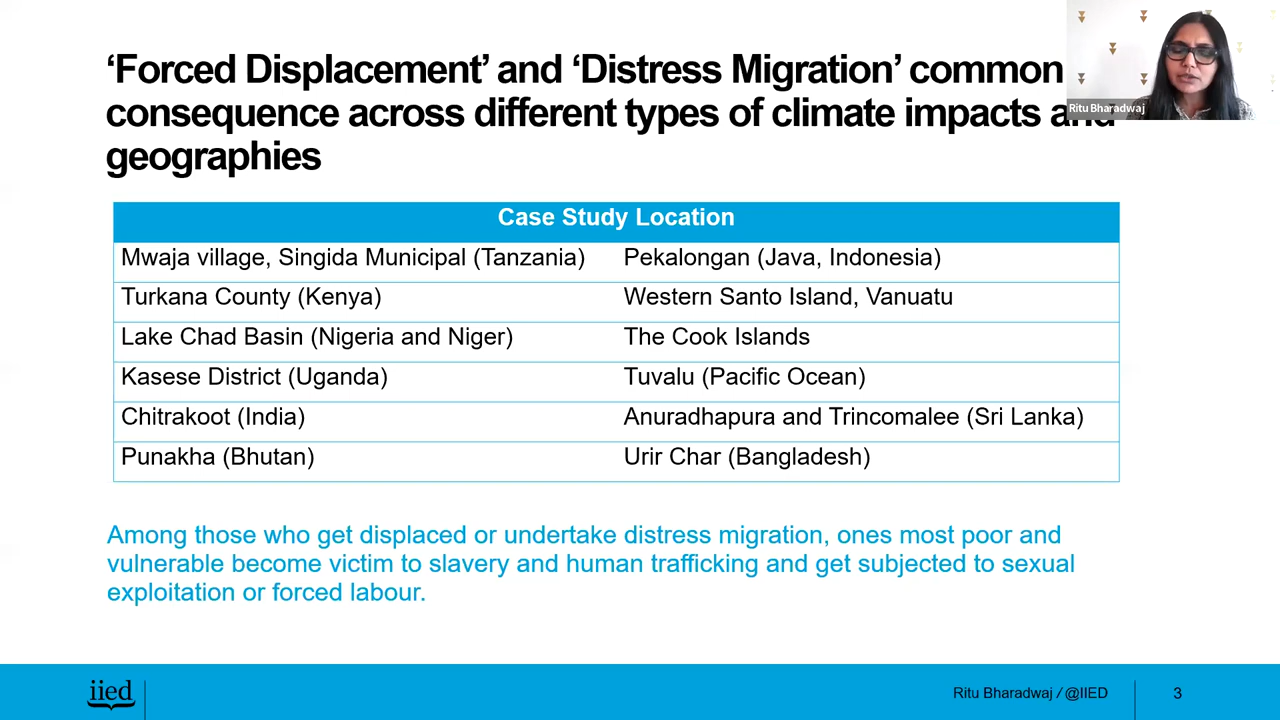 ‘Forced Displacement’ and ‘Distress Migration’ common
consequence across different types of climate impacts and
geographies
Ritu Bharadwaj
Case Study Location
Mwaja village, Singida Municipal (Tanzania) Pekalongan (Java, Indonesia)
Turkana County (Kenya) Western Santo Island, Vanuatu
Lake Chad Basin (Nigeria and Niger) The Cook Islands
Kasese District (Uganda) Tuvalu (Pacific Ocean)
Chitrakoot (India) Anuradhapura and Trincomalee (Sri Lanka)
Punakha (Bhutan) Urir Char (Bangladesh)
Among those who get displaced or undertake distress migration, ones most poor and
vulnerable become victim to slavery and human trafficking and get subjected to sexual
exploitation or forced labour.
iied
Ritu Bharadwaj / @IIED 3